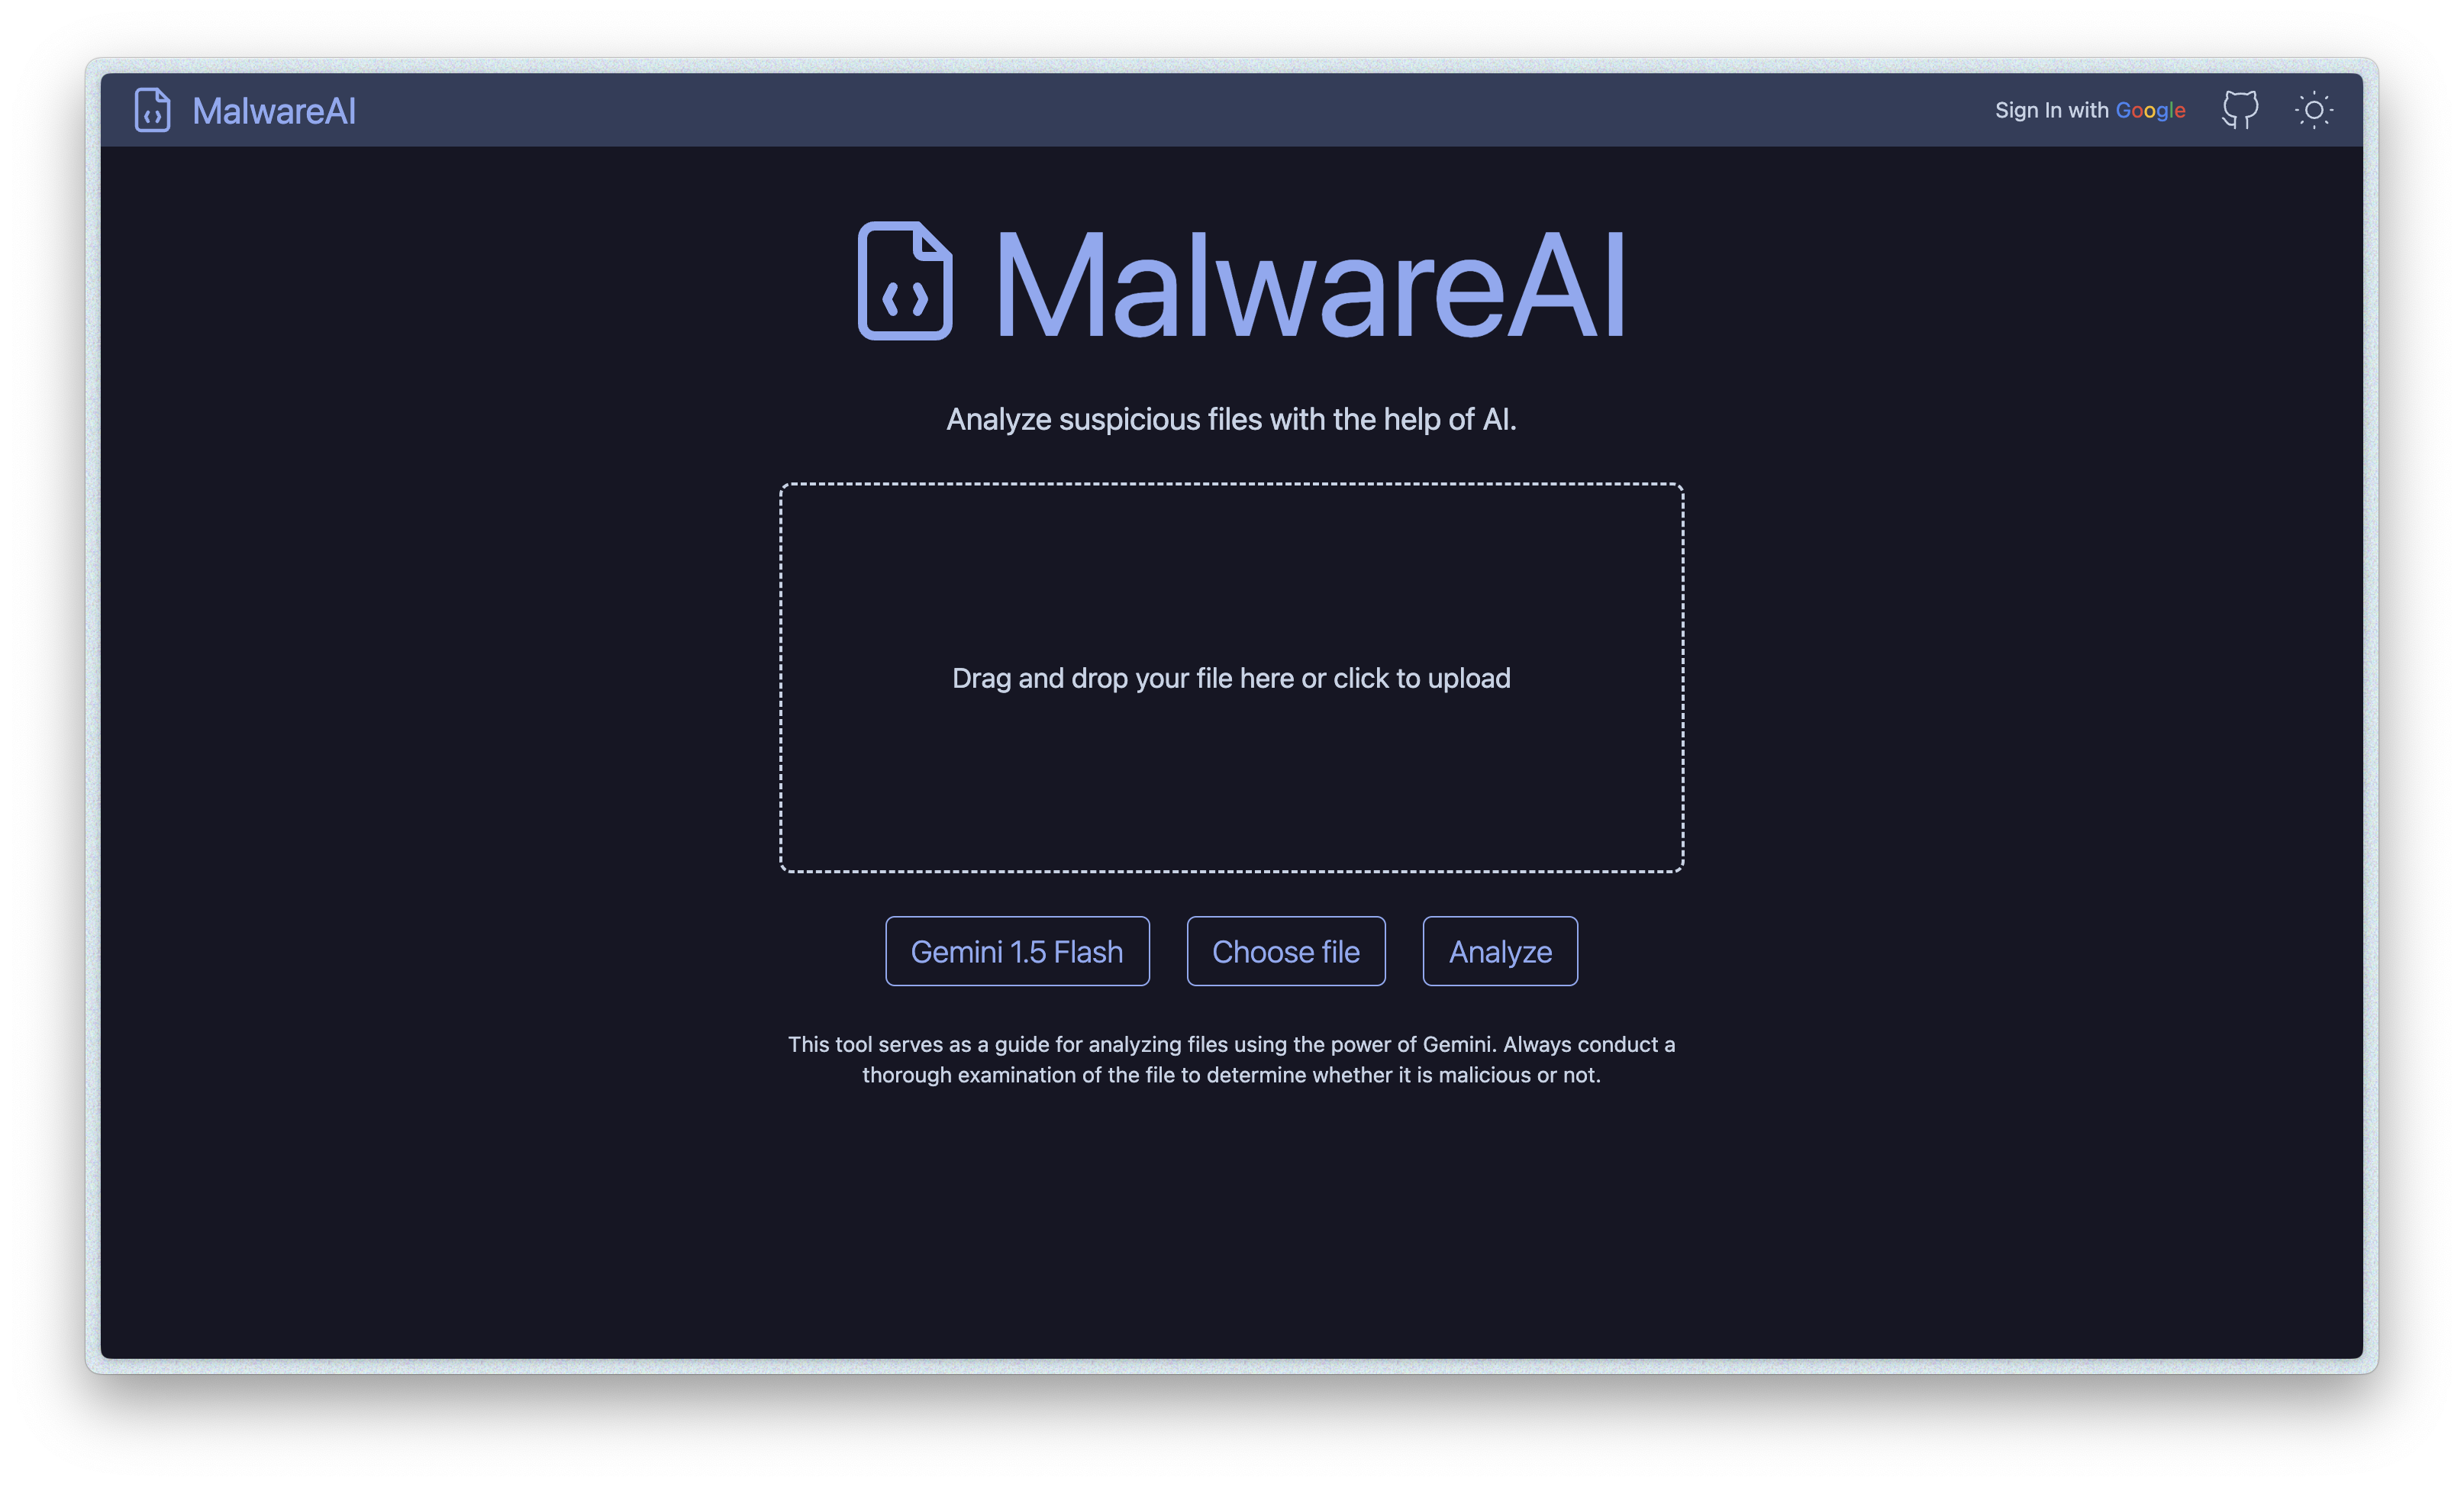 MalwareAI
Sign In with Google
MalwareAI
Analyze suspicious files with the help of AI.
Drag and drop your file here or click to upload
Gemini 1.5 Flash
Choose file
Analyze
This tool serves as a guide for analyzing files using the power of Gemini. Always conduct a
thorough examination of the file to determine whether it is malicious or not.